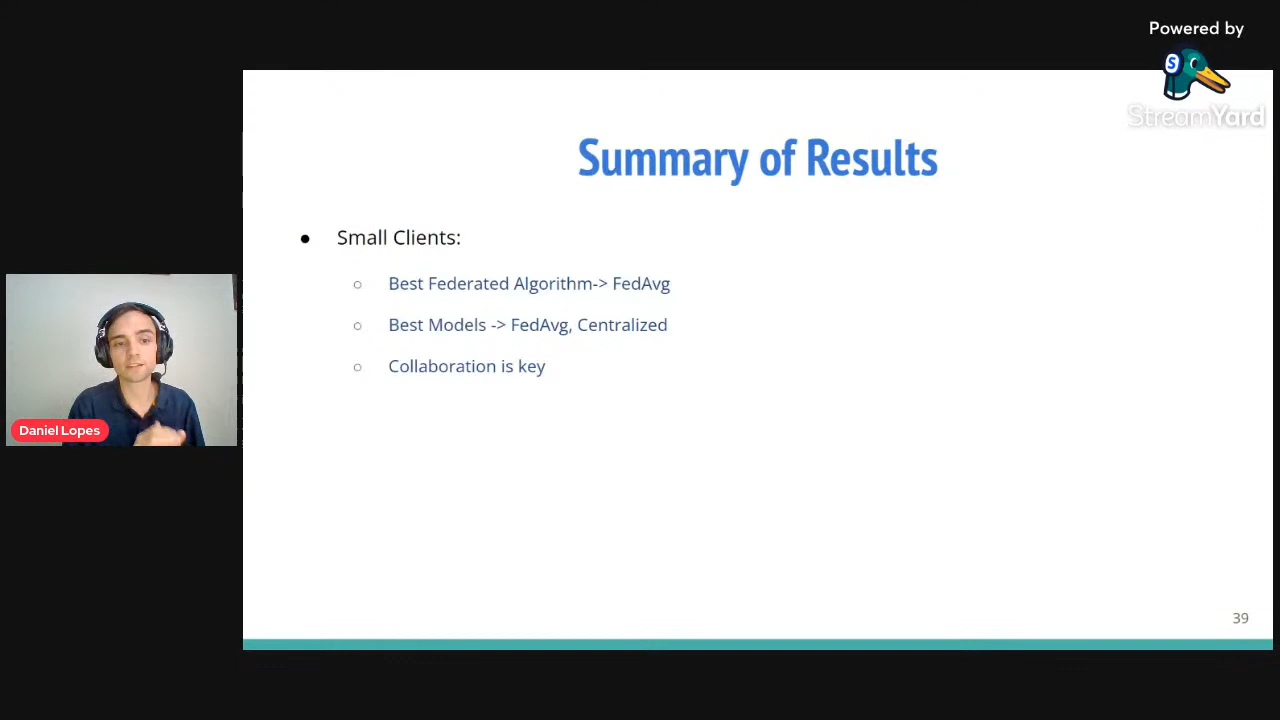 Powered by
StreamYard
Summary of Results
● Small Clients:
○ Best Federated Algorithm-> FedAvg
○ Best Models -> FedAvg, Centralized
○ Collaboration is key
Daniel Lopes
39